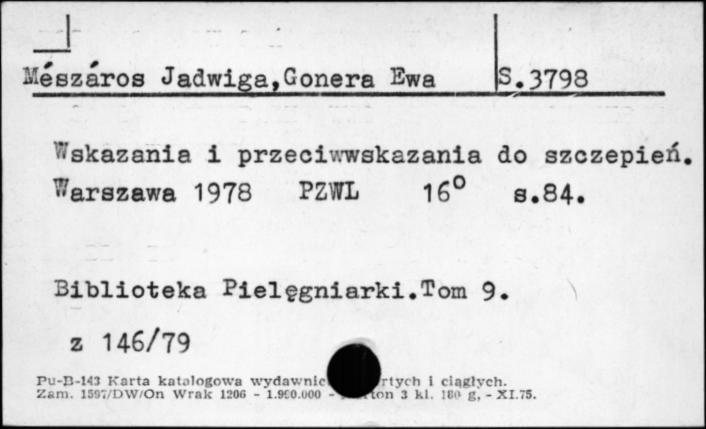 Mészáros Jadwiga,Gonera Ewa S.3798
Wskazania i przeciwwskazania do szczepień.
Warszawa 1978 PZWL 16° s.84.
Biblioteka Pielęgniarki.Tom 9.
z 146/79
Pu-B-143 Karta katalogowa wydawnic rtych i ciągłych.
Zam. 1597/DW/On Wrak 1206 - 1.990.000 - rton 3 kl. 180 g, - XI.75.